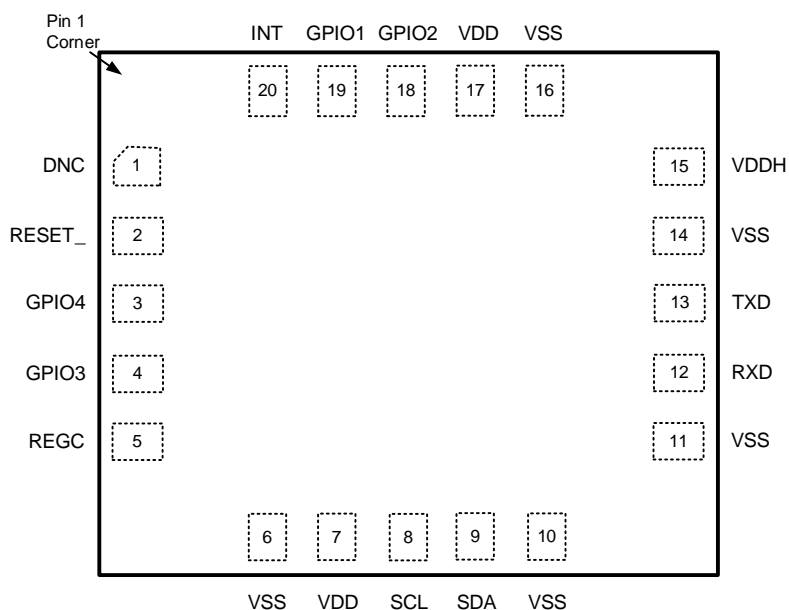 Pin 1
Corner
INT GPIO1 GPIO2 VDD VSS
20 19 18 17 16
DNC 1 15 VDDH
RESET_ 2 14 VSS
GPIO4 3 13 TXD
GPIO3 4 12 RXD
REGC 5 11 VSS
6 7 8 9 10
VSS VDD SCL SDA VSS